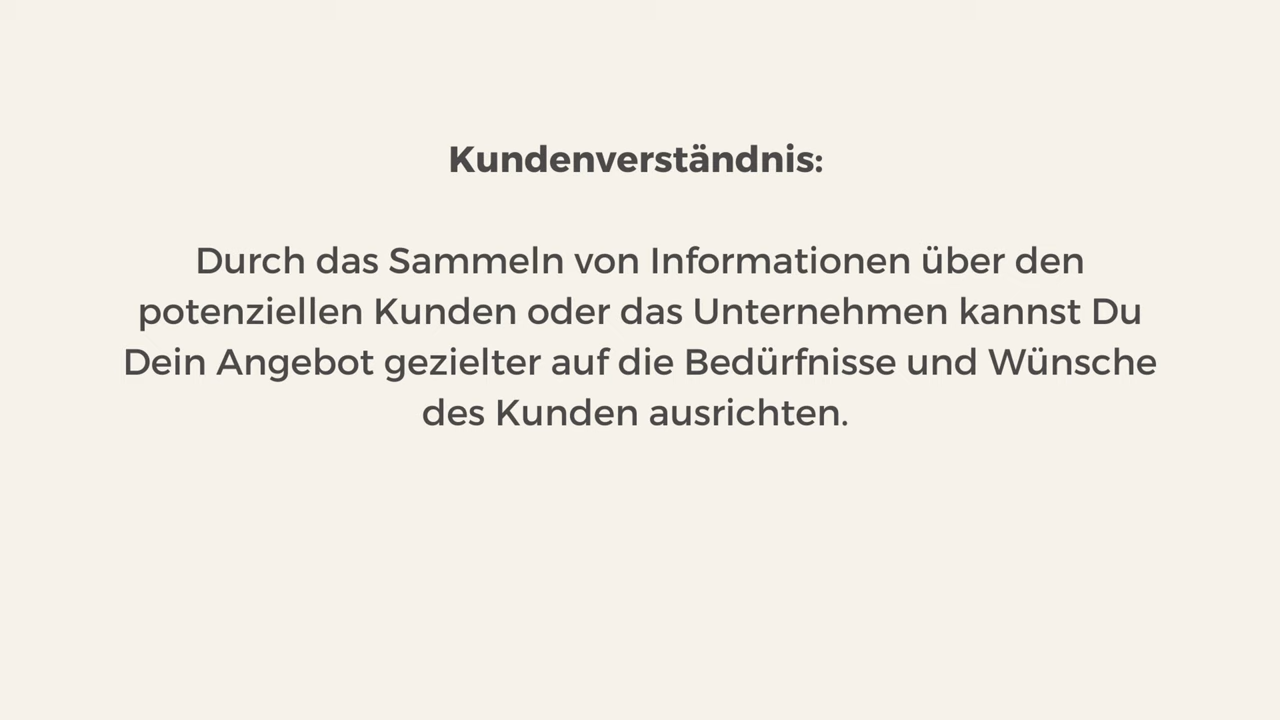 Kundenverständnis:
Durch das Sammeln von Informationen über den
potenziellen Kunden oder das Unternehmen kannst Du
Dein Angebot gezielter auf die Bedürfnisse und Wünsche
des Kunden ausrichten.